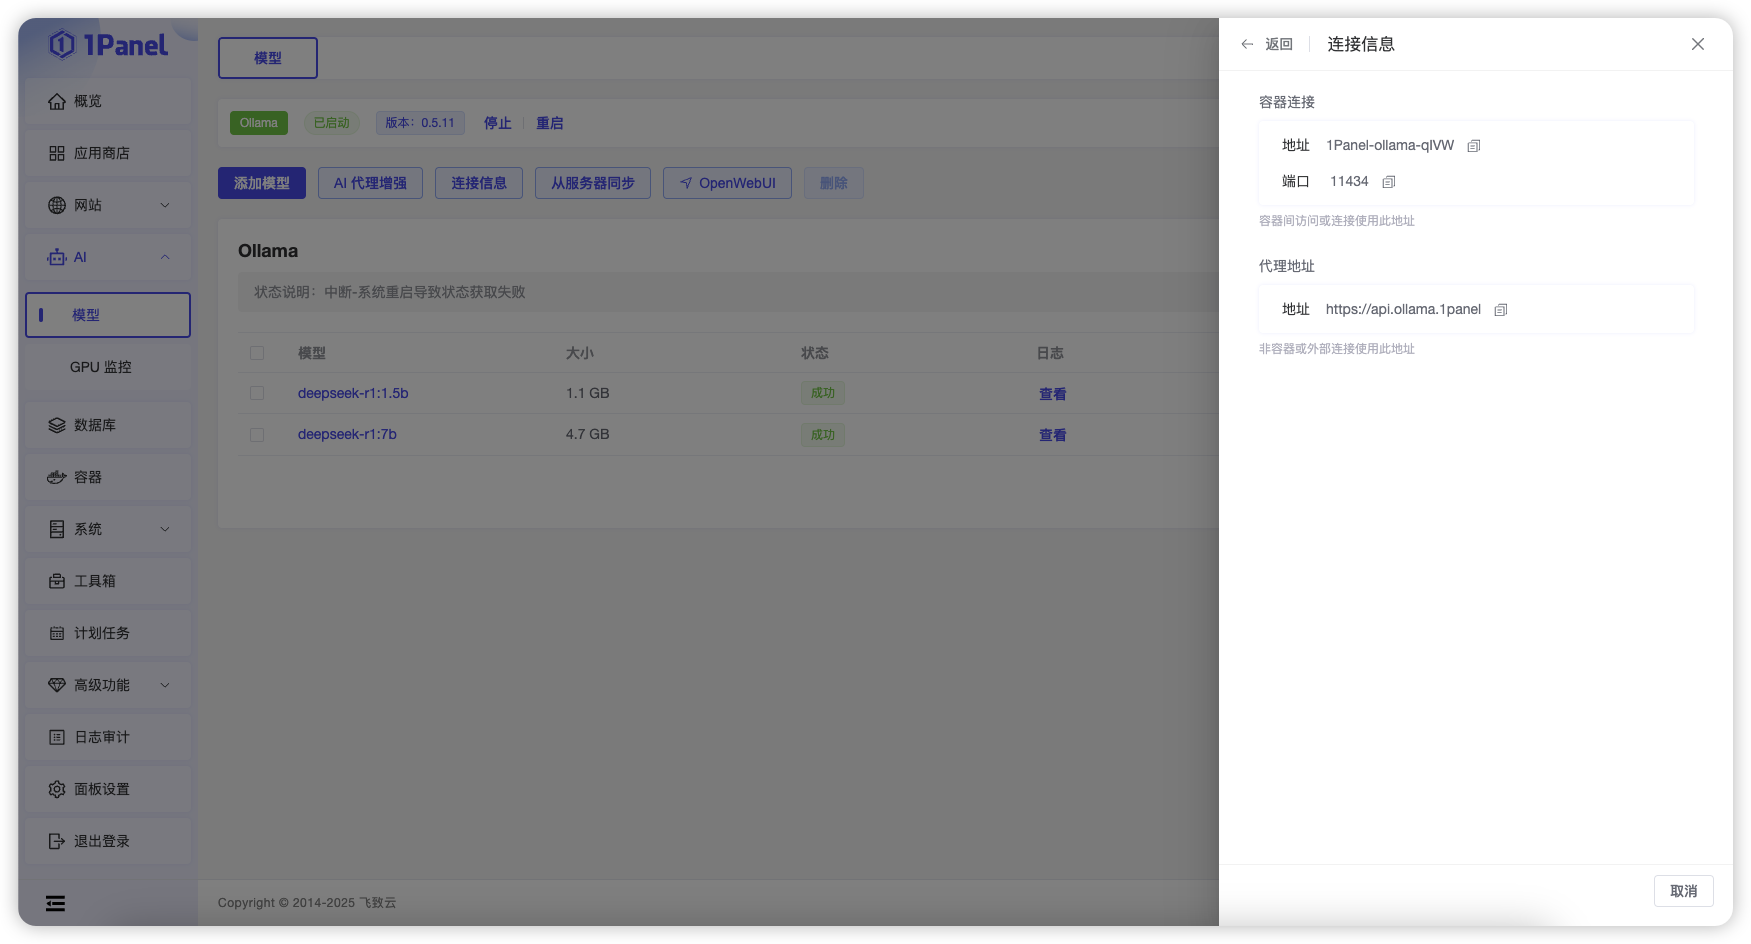 1Panel
概览
应用商店
网站
AI
模型
GPU 监控
数据库
容器
系统
工具箱
计划任务
高级功能
日志审计
面板设置
退出登录
模型
Ollama 已启动 版本：0.5.11 停止 重启
添加模型 AI 代理增强 连接信息 从服务器同步 OpenWebUI 删除
Ollama
状态说明：中断-系统重启导致状态获取失败
模型 大小 状态 日志
deepseek-r1:1.5b 1.1 GB 成功 查看
deepseek-r1:7b 4.7 GB 成功 查看
Copyright © 2014-2025 飞致云
返回 连接信息
容器连接
地址 1Panel-ollama-qIVW
端口 11434
容器间访问或连接使用此地址
代理地址
地址 https://api.ollama.1panel
非容器或外部连接使用此地址
取消